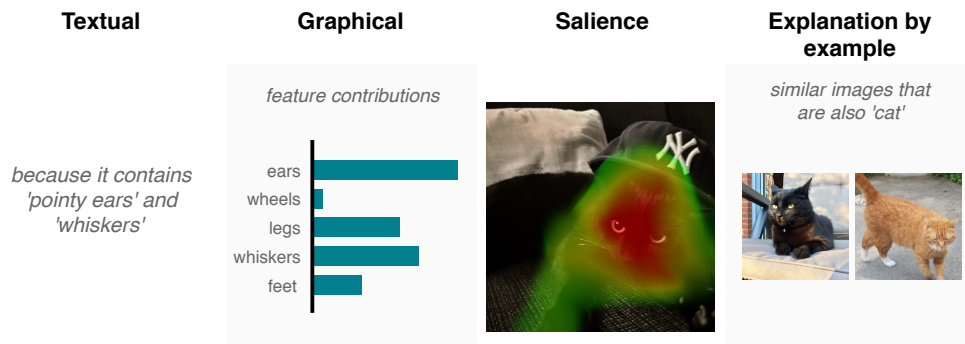 Textual
because it contains
'pointy ears' and
'whiskers'
Graphical
feature contributions
ears
wheels
legs
whiskers
feet
Salience
NY
Explanation by
example
similar images that
are also 'cat'